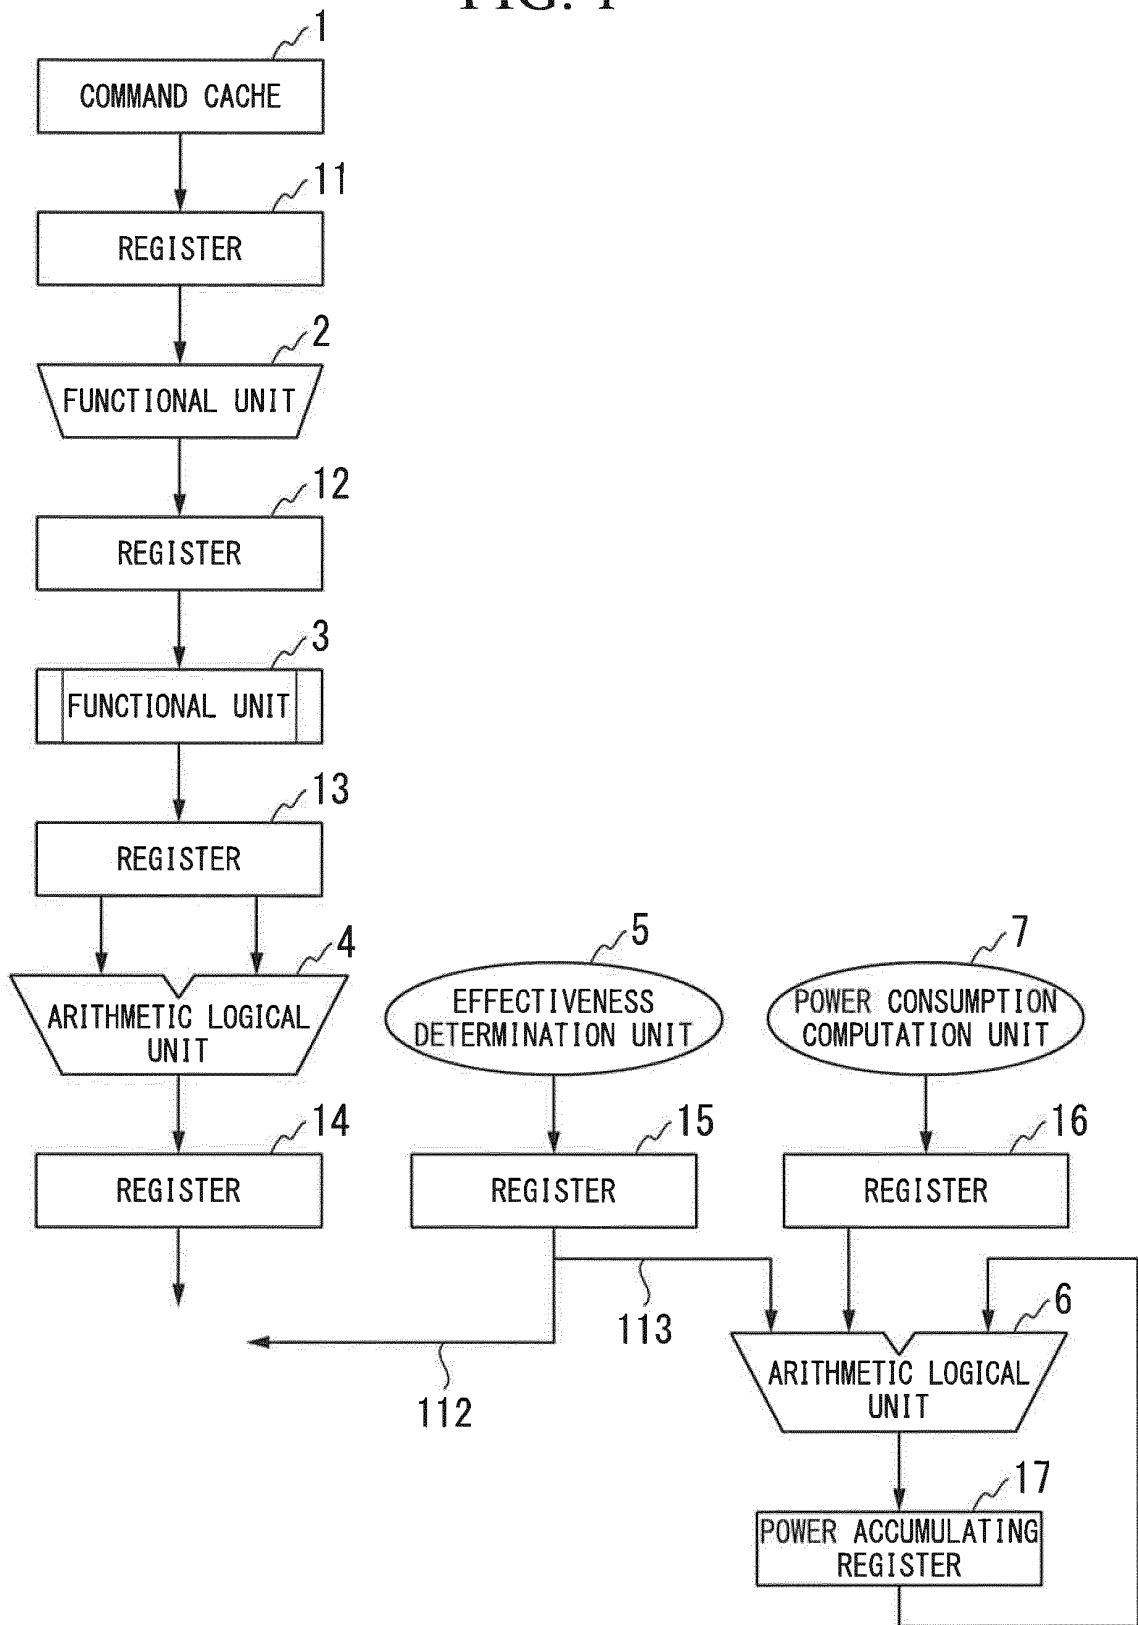 FIG. 1
1
COMMAND CACHE
11
REGISTER
2
FUNCTIONAL UNIT
12
REGISTER
3
FUNCTIONAL UNIT
13
REGISTER
4
ARITHMETIC LOGICAL
UNIT
5
EFFECTIVENESS
DETERMINATION UNIT
7
POWER CONSUMPTION
COMPUTATION UNIT
14
REGISTER
15
REGISTER
16
REGISTER
113
112
6
ARITHMETIC LOGICAL
UNIT
17
POWER ACCUMULATING
REGISTER